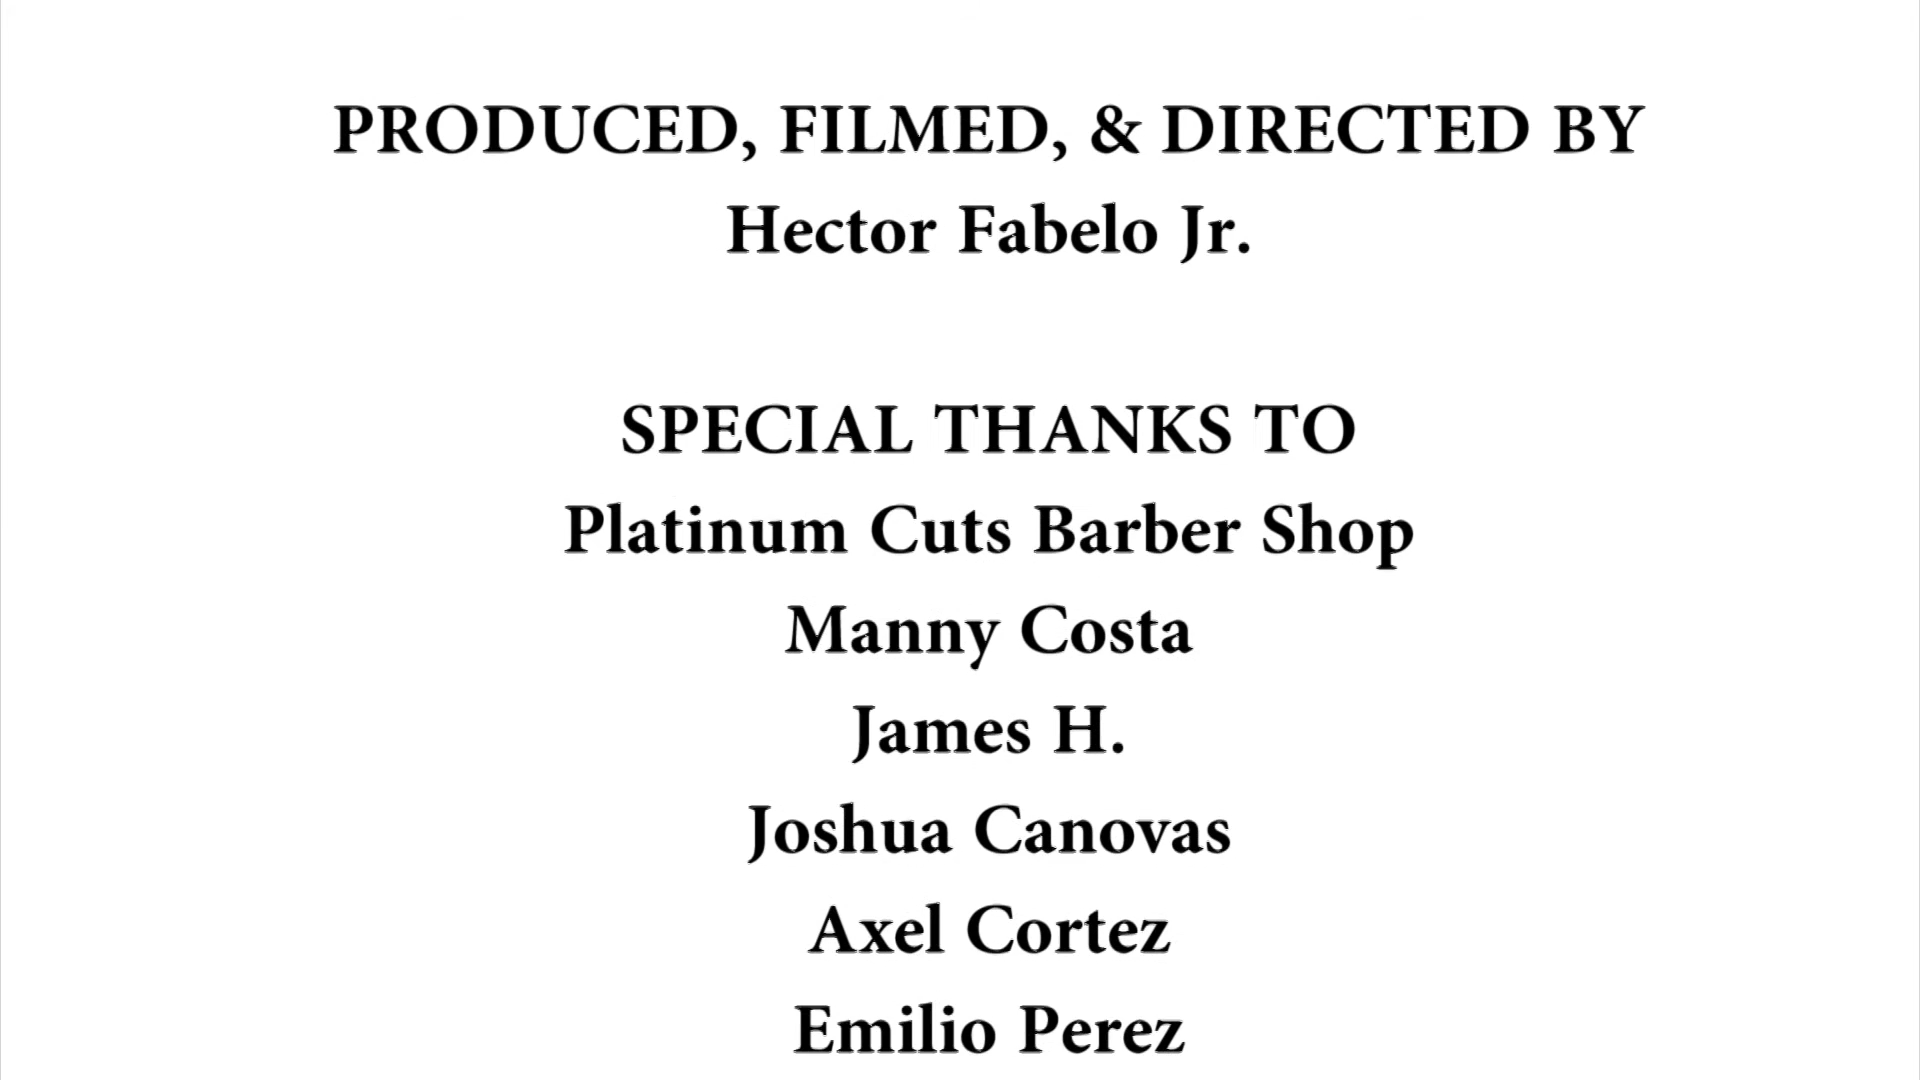 PRODUCED, FILMED, & DIRECTED BY
Hector Fabelo Jr.
SPECIAL THANKS TO
Platinum Cuts Barber Shop
Manny Costa
James H.
Joshua Canovas
Axel Cortez
Emilio Perez